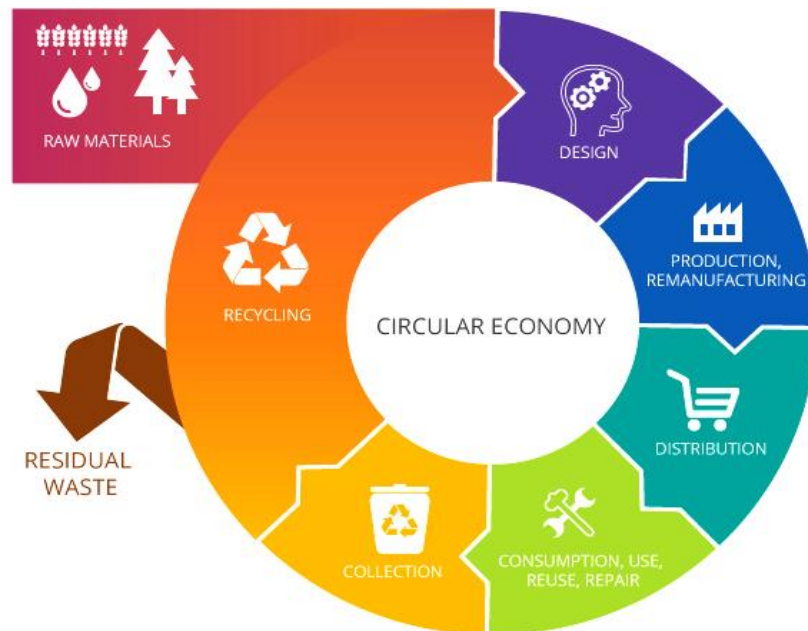 RAW MATERIALS
DESIGN
PRODUCTION,
REMANUFACTURING
RECYCLING
CIRCULAR ECONOMY
DISTRIBUTION
RESIDUAL
WASTE
CONSUMPTION, USE,
REUSE, REPAIR
COLLECTION